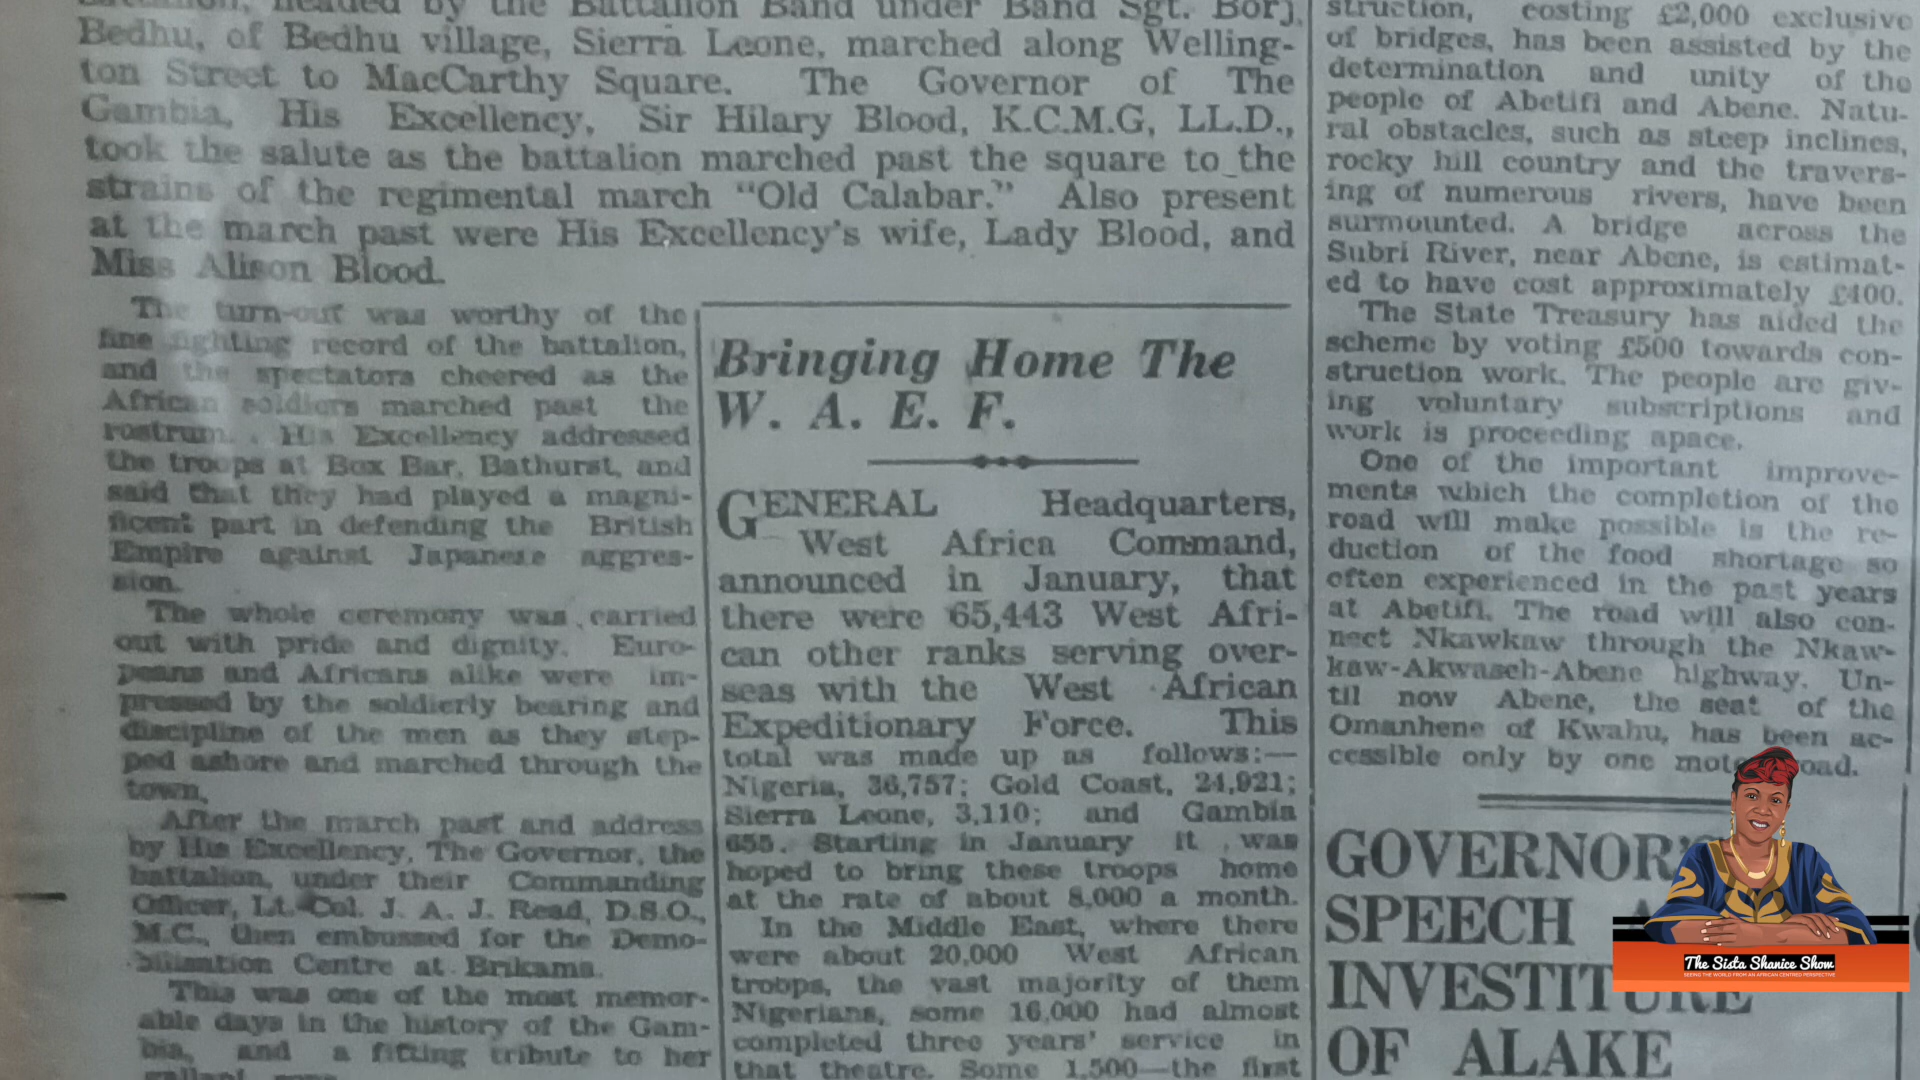 Battalion, headed by the Battalion Band under Band Sgt. Borj
Bedhu, of Bedhu village, Sierra Leone, marched along Welling-
ton Street to MacCarthy Square. The Governor of The
Gambia, His Excellency, Sir Hilary Blood, K.C.M.G, LL.D.,
took the salute as the battalion marched past the square to the
strains of the regimental march "Old Calabar." Also present
at the march past were His Excellency's wife, Lady Blood, and
Miss Alison Blood.
The turn-out was worthy of the
fine fighting record of the battalion,
and the spectators cheered as the
African soldiers marched past the
rostrum. His Excellency addressed
the troops at Box Bar, Bathurst, and
said that they had played a magni-
ficent part in defending the British
Empire against Japanese aggres-
sion.
The whole ceremony was carried
out with pride and dignity. Euro-
peans and Africans alike were im-
pressed by the soldierly bearing and
discipline of the men as they step-
ped ashore and marched through the
town.
After the march past and address
by His Excellency, The Governor, the
battalion, under their Commanding
Officer, Lt. Col. J. A. J. Read, D.S.O.,
M.C., then embussed for the Demo-
bilisation Centre at Brikama.
This was one of the most memor-
able days in the history of the Gam-
bia, and a fitting tribute to her
gallant sons
Bringing Home The
W. A. E. F.
GENERAL Headquarters,
West Africa Command,
announced in January, that
there were 65,443 West Afri-
can other ranks serving over-
seas with the West African
Expeditionary Force. This
total was made up as follows:—
Nigeria, 36,757; Gold Coast, 24,921;
Sierra Leone, 3,110; and Gambia
655. Starting in January it was
hoped to bring these troops home
at the rate of about 8,000 a month.
In the Middle East, where there
were about 20,000 West African
troops, the vast majority of them
Nigerians, some 16,000 had almost
completed three years' service in
that theatre. Some 1,500—the first
struction, costing £2,000 exclusive
of bridges, has been assisted by the
determination and unity of the
people of Abetifi and Abene. Natu-
ral obstacles, such as steep inclines,
rocky hill country and the travers-
ing of numerous rivers, have been
surmounted. A bridge across the
Subri River, near Abene, is estimat-
ed to have cost approximately £400.
The State Treasury has aided the
scheme by voting £500 towards con-
struction work. The people are giv-
ing voluntary subscriptions and
work is proceeding apace.
One of the important improve-
ments which the completion of the
road will make possible is the re-
duction of the food shortage so
often experienced in the past years
at Abetifi. The road will also con-
nect Nkawkaw through the Nkaw-
kaw-Akwaseh-Abene highway. Un-
til now Abene, the seat of the
Omanhene of Kwahu, has been ac-
cessible only by one motor road.
GOVERNOR'S
SPEECH
INVESTITURE
OF ALAKE
The Sista Shanice Show
SEEING THE WORLD FROM AN AFRICAN CENTRED PERSPECTIVE